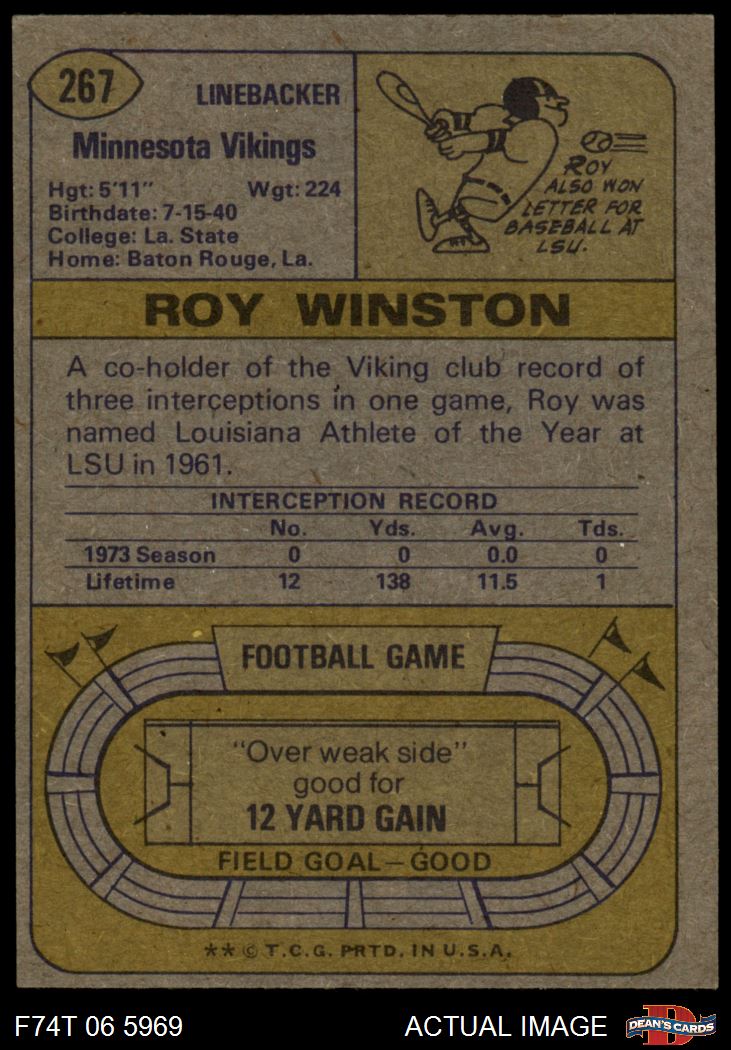 267
LINEBACKER
Minnesota Vikings
Hgt: 5'11" Wgt: 224
Birthdate: 7-15-40
College: La. State
Home: Baton Rouge, La.
ROY
ALSO WON
LETTER FOR
BASEBALL AT
LSU.
ROY WINSTON
A co-holder of the Viking club record of
three interceptions in one game, Roy was
named Louisiana Athlete of the Year at
LSU in 1961.
INTERCEPTION RECORD
No. Yds. Avg. Tds.
1973 Season 0 0 0.0 0
Lifetime 12 138 11.5 1
FOOTBALL GAME
"Over weak side"
good for
12 YARD GAIN
FIELD GOAL—GOOD
** © T.C.G. PRTD. IN U.S.A.
F74T 06 5969 ACTUAL IMAGE D DEAN'S CARDS